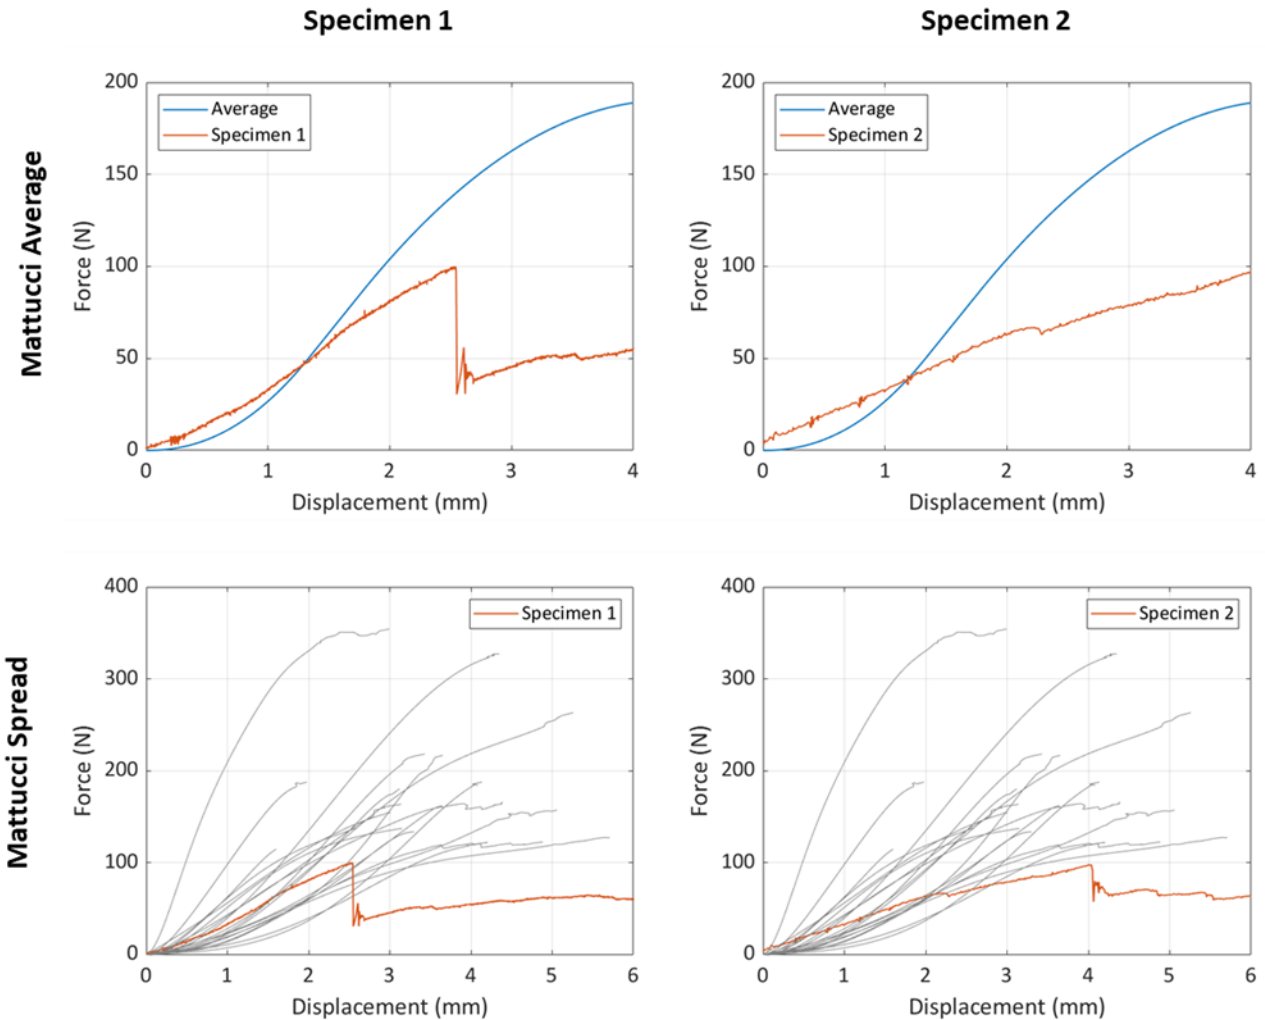 Specimen 1
Specimen 2
Mattucci Average
200
150
100
50
0
Force (N)
Average
Specimen 1
0 1 2 3 4
Displacement (mm)
200
150
100
50
0
Force (N)
Average
Specimen 2
0 1 2 3 4
Displacement (mm)
Mattucci Spread
400
300
200
100
0
Force (N)
Specimen 1
0 1 2 3 4 5 6
Displacement (mm)
400
300
200
100
0
Force (N)
Specimen 2
0 1 2 3 4 5 6
Displacement (mm)